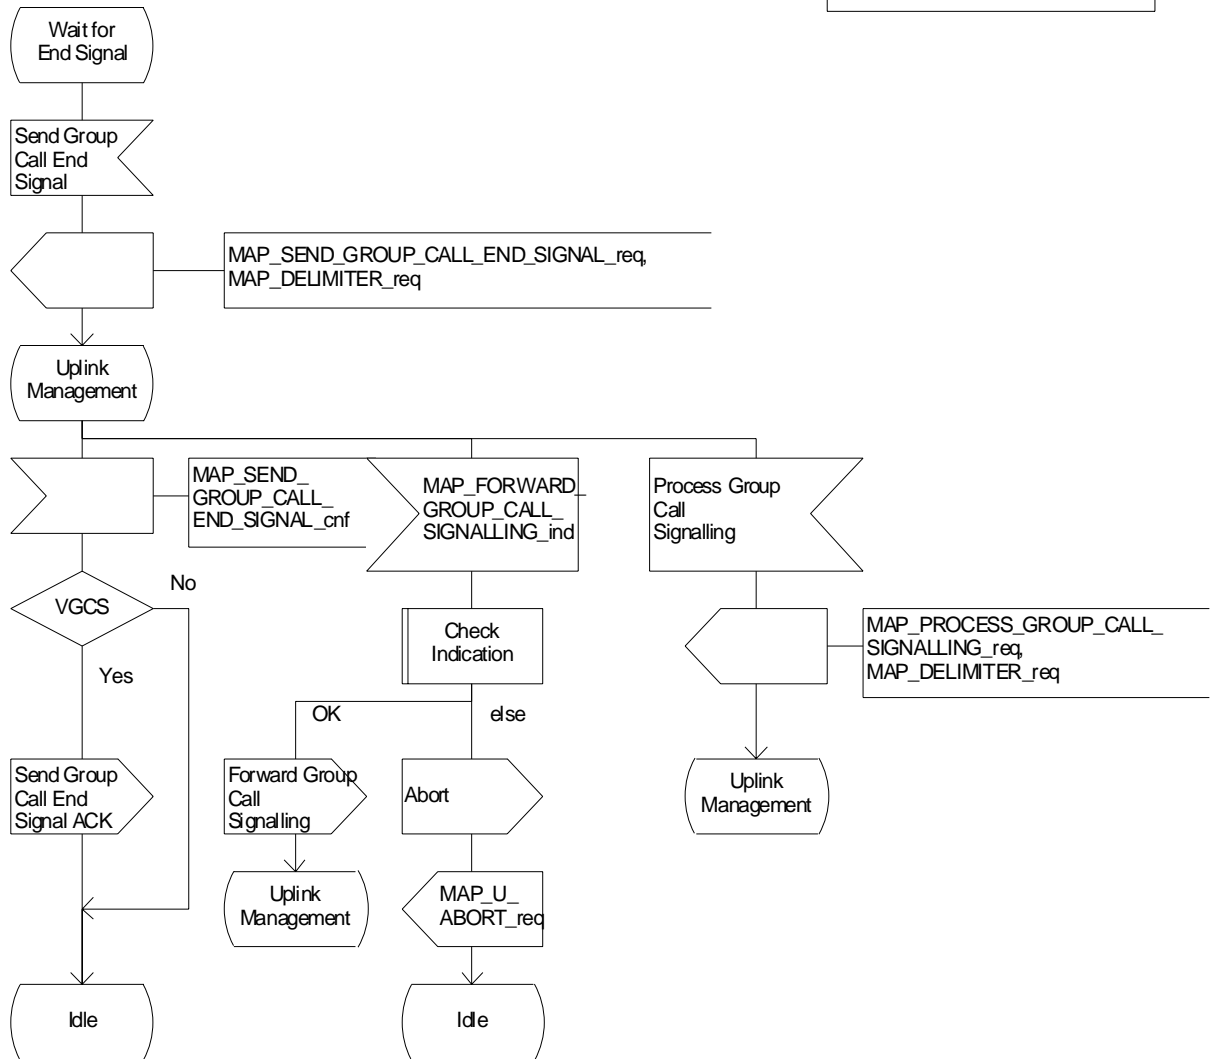 Wait for
End Signal
Send Group
Call End
Signal
MAP_SEND_GROUP_CALL_END_SIGNAL_req,
MAP_DELIMITER_req
Uplink
Management
MAP_SEND_
GROUP_CALL_
END_SIGNAL_cnf
MAP_FORWARD_
GROUP_CALL_
SIGNALLING_ind
Process Group
Call
Signalling
VGCS
No
Yes
Check
Indication
MAP_PROCESS_GROUP_CALL_
SIGNALLING_req,
MAP_DELIMITER_req
OK
else
Send Group
Call End
Signal ACK
Forward Group
Call
Signalling
Abort
Uplink
Management
Uplink
Management
MAP_U_
ABORT_req
Idle
Idle